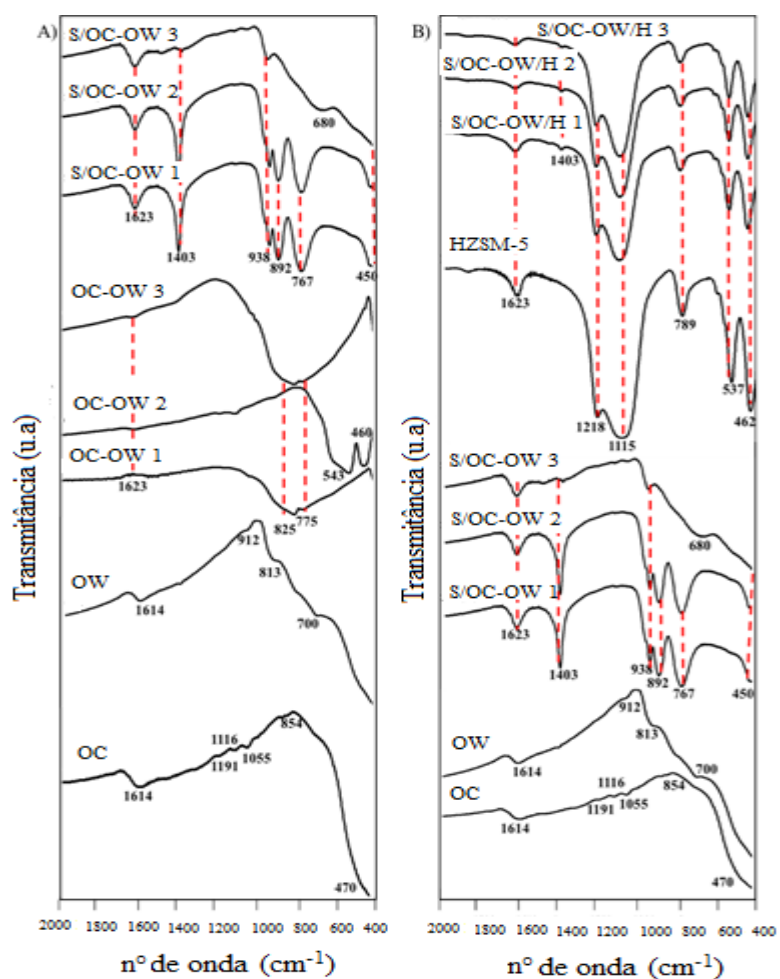 A)
S/OC-OW 3
680
S/OC-OW 2
S/OC-OW 1
1623
1403
938
892
767
450
OC-OW 3
OC-OW 2
460
OC-OW 1
543
1623
825
775
OW
912
813
1614
700
OC
1116
854
1191
1055
1614
470
Transmitância (u.a)
2000 1600 1400 1000 800 600 400
n° de onda (cm⁻¹)
B)
S/OC-OW/H 3
S/OC-OW/H 2
S/OC-OW/H 1
1403
HZSM-5
1623
789
537
1218
462
1115
S/OC-OW 3
680
S/OC-OW 2
S/OC-OW 1
1623
1403
938
892
767
450
OW
912
813
1614
700
OC
1116
854
1191
1055
1614
470
Transmitância (u.a)
2000 1600 1400 1000 800 600 400
n° de onda (cm⁻¹)